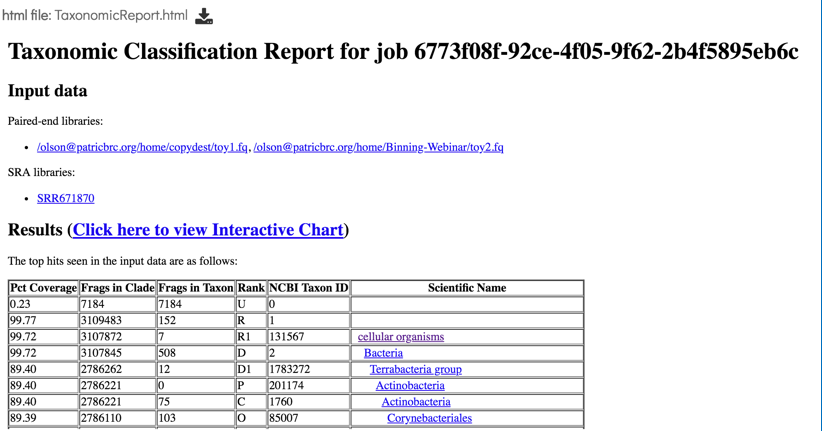 html file: TaxonomicReport.html
Taxonomic Classification Report for job 6773f08f-92ce-4f05-9f62-2b4f5895eb6c
Input data
Paired-end libraries:
• /olson@patricbrc.org/home/copydest/toy1.fq, /olson@patricbrc.org/home/Binning-Webinar/toy2.fq
SRA libraries:
• SRR671870
Results (Click here to view Interactive Chart)
The top hits seen in the input data are as follows:
Pct Coverage Frags in Clade Frags in Taxon Rank NCBI Taxon ID Scientific Name
0.23 7184 7184 U 0
99.77 3109483 152 R 1
99.72 3107872 7 R1 131567 cellular organisms
99.72 3107845 508 D 2 Bacteria
89.40 2786262 12 D1 1783272 Terrabacteria group
89.40 2786221 0 P 201174 Actinobacteria
89.40 2786221 75 C 1760 Actinobacteria
89.39 2786110 103 O 85007 Corynebacteriales